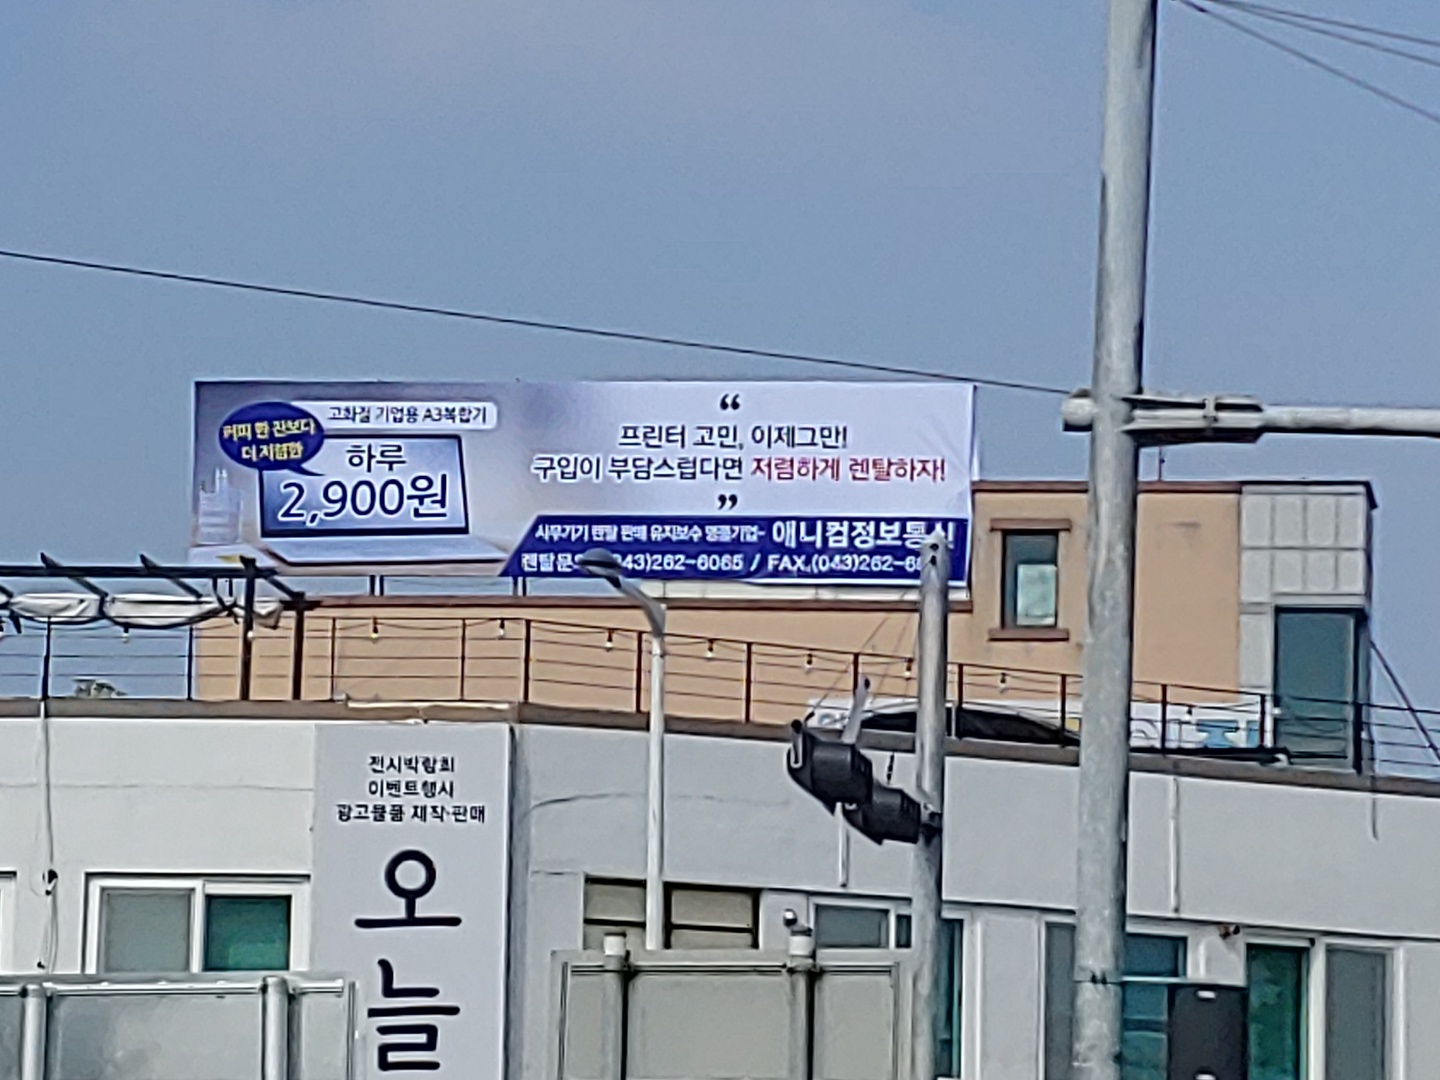 고화질 기업용 A3복합기
커피 한 잔보다
더 저렴한
하루
2,900원
“
프린터 고민, 이제그만!
구입이 부담스럽다면 저렴하게 렌탈하자!
”
사무기기 렌탈 판매 유지보수 명품기업- 애니컴정보통신
렌탈문 043)262-6065 / FAX.(043)262-6
전시박람회
이벤트행사
광고물품 제작·판매
오
늘